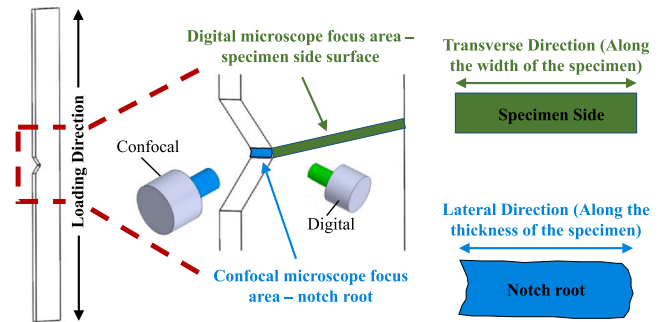 Loading Direction
Digital microscope focus area –
specimen side surface
Confocal
Digital
Confocal microscope focus
area – notch root
Transverse Direction (Along
the width of the specimen)
Specimen Side
Lateral Direction (Along the
thickness of the specimen)
Notch root